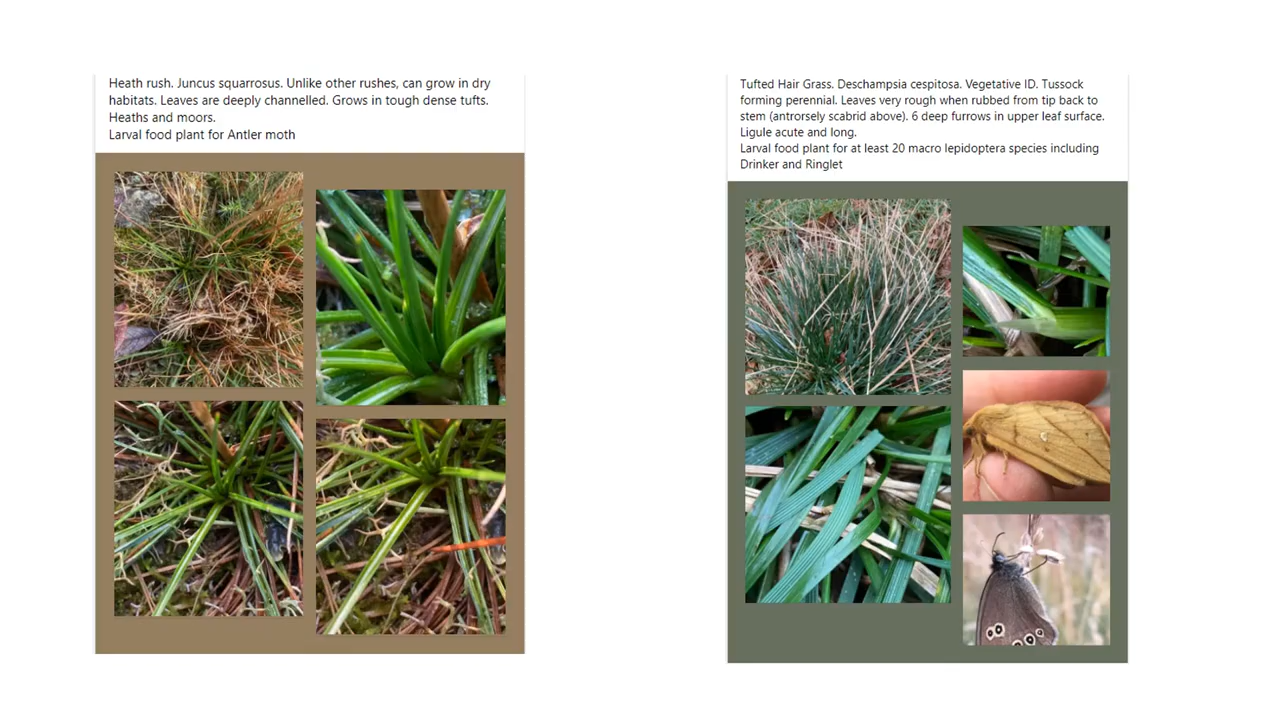 Heath rush. Juncus squarrosus. Unlike other rushes, can grow in dry
habitats. Leaves are deeply channelled. Grows in tough dense tufts.
Heaths and moors.
Larval food plant for Antler moth
Tufted Hair Grass. Deschampsia cespitosa. Vegetative ID. Tussock
forming perennial. Leaves very rough when rubbed from tip back to
stem (antrorsely scabrid above). 6 deep furrows in upper leaf surface.
Ligule acute and long.
Larval food plant for at least 20 macro lepidoptera species including
Drinker and Ringlet